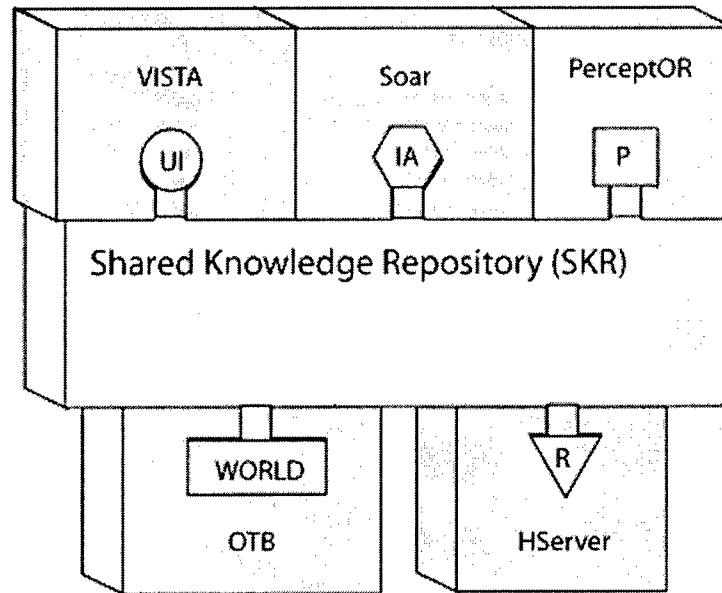 VISTA
Soar
PerceptOR
UI
IA
P
Shared Knowledge Repository (SKR)
WORLD
R
OTB
HServer